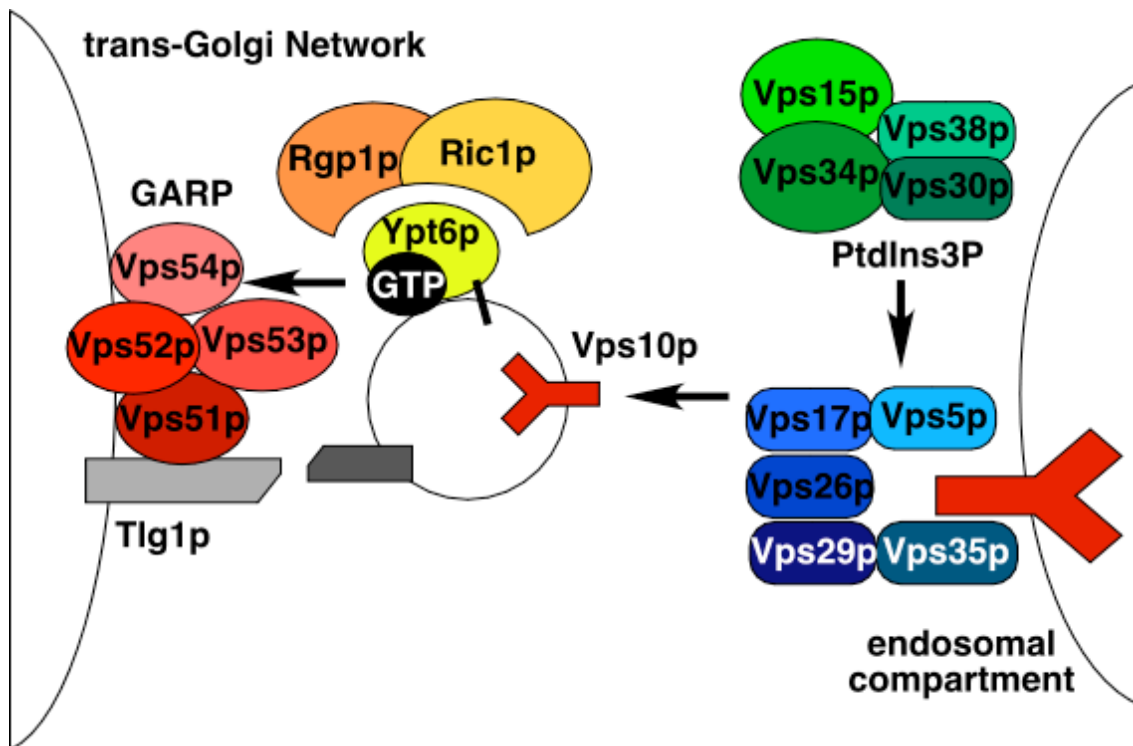 trans-Golgi Network
Rgp1p
Ric1p
GARP
Ypt6p
GTP
Vps54p
Vps52p
Vps53p
Vps51p
Tlg1p
Vps10p
Vps15p
Vps38p
Vps34p
Vps30p
PtdIns3P
Vps17p
Vps5p
Vps26p
Vps29p
Vps35p
endosomal
compartment